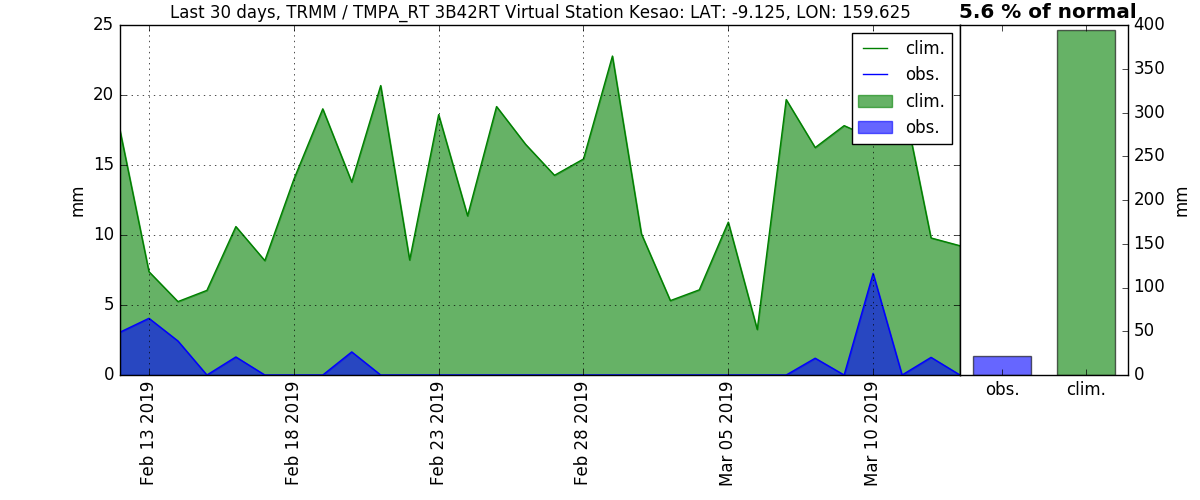 Last 30 days, TRMM / TMPA_RT 3B42RT Virtual Station Kesao: LAT: -9.125, LON: 159.625
5.6 % of normal
25
20
15
10
5
0
mm
clim.
obs.
clim.
obs.
400
350
300
250
200
150
100
50
0
mm
obs.
clim.
Feb 13 2019
Feb 18 2019
Feb 23 2019
Feb 28 2019
Mar 05 2019
Mar 10 2019